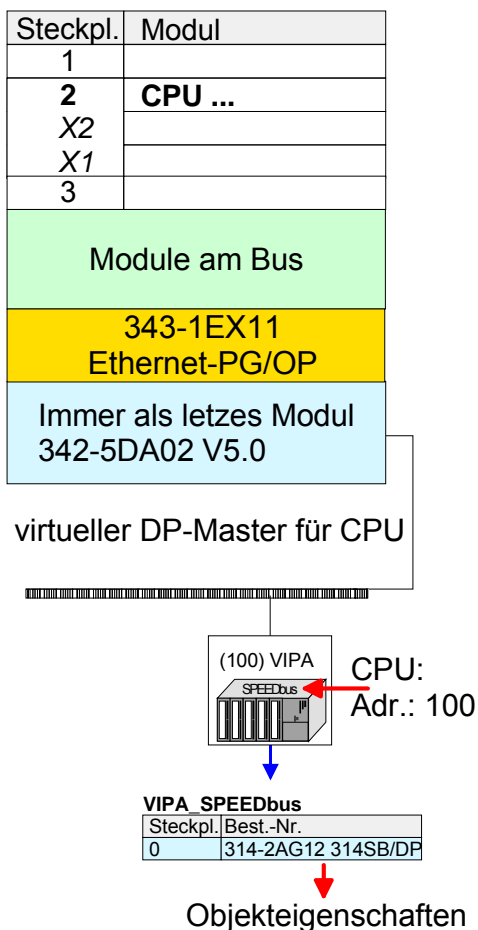 Steckpl. Modul
1
2 CPU ...
X2
X1
3
Module am Bus
343-1EX11
Ethernet-PG/OP
Immer als letzes Modul
342-5DA02 V5.0
virtueller DP-Master für CPU
(100) VIPA
SPEEDbus
CPU:
Adr.: 100
VIPA_SPEEDbus
Steckpl. Best.-Nr.
0 314-2AG12 314SB/DP
Objekteigenschaften